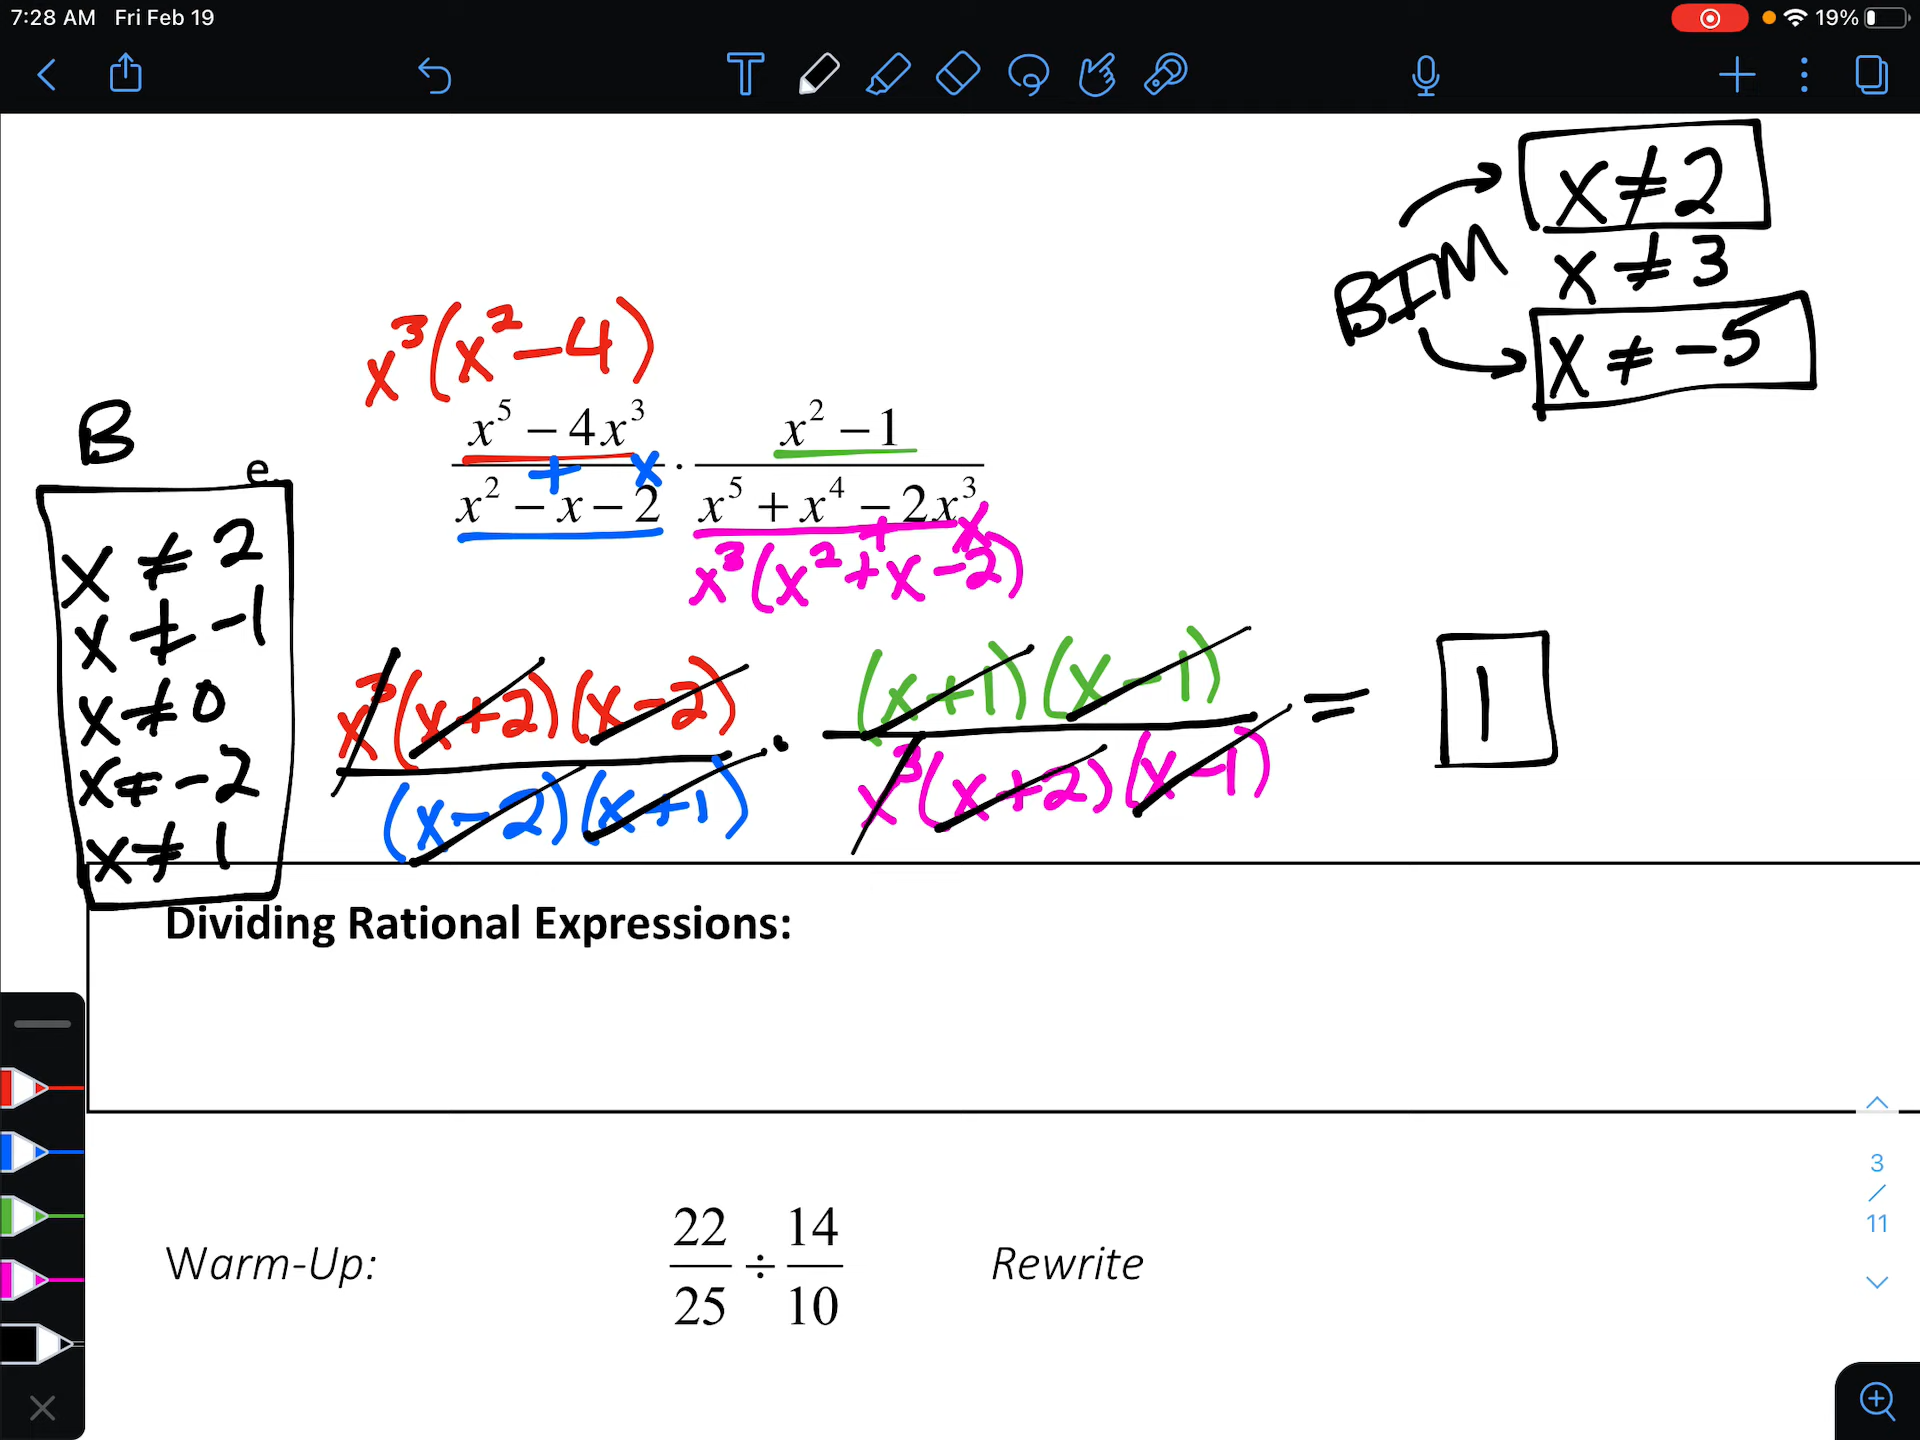 7:28 AM Fri Feb 19
19%
x ≠ 2
BIM
x ≠ 3
x ≠ -5
x³(x²-4)
B
e.
x⁵ − 4x³ / x² − x − 2 · x² − 1 / x⁵ + x⁴ − 2x³
+ x
+ x
x³(x²+x-2)
x ≠ 2
x ≠ -1
x ≠ 0
x ≠ -2
x ≠ 1
x³(x+2)(x-2) / (x-2)(x+1) · (x+1)(x-1) / x³(x+2)(x-1) = 1
Dividing Rational Expressions:
Warm-Up: 22/25 ÷ 14/10 Rewrite
3
/
11